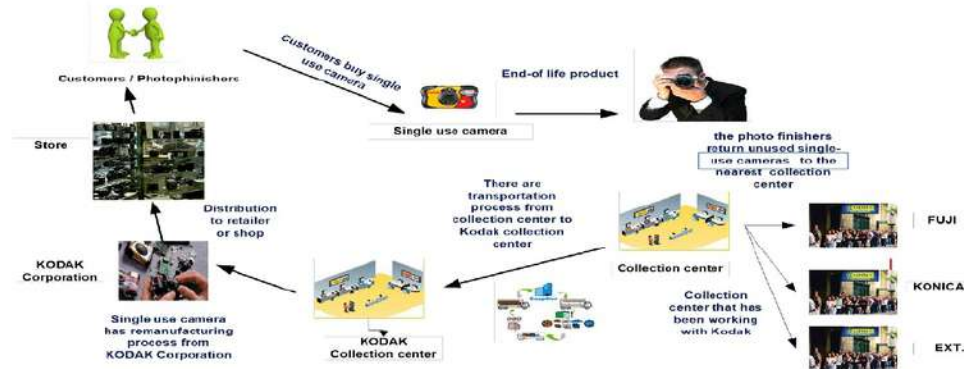 Customers / Photophinishers
Customers buy single
use camera
End-of life product
Single use camera
Store
the photo finishers
return unused single-
use cameras to the
nearest collection
center
There are
transportation
process from
collection center to
Kodak collection
center
Distribution
to retailer
or shop
FUJI
KODAK
Corporation
Collection center
KONICA
Collection
center that has
been working
with Kodak
Single use camera
has remanufacturing
process from
KODAK Corporation
KODAK
Collection center
EXT.